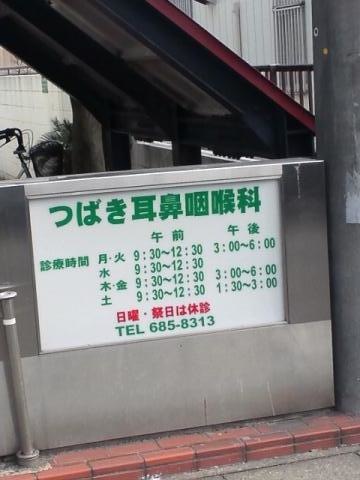 つばき耳鼻咽喉科
午前 午後
診療時間 月・火 9:30〜12:30 3:00〜6:00
水 9:30〜12:30
木・金 9:30〜12:30 3:00〜6:00
土 9:30〜12:30 1:30〜3:00
日曜・祭日は休診
TEL 685-8313